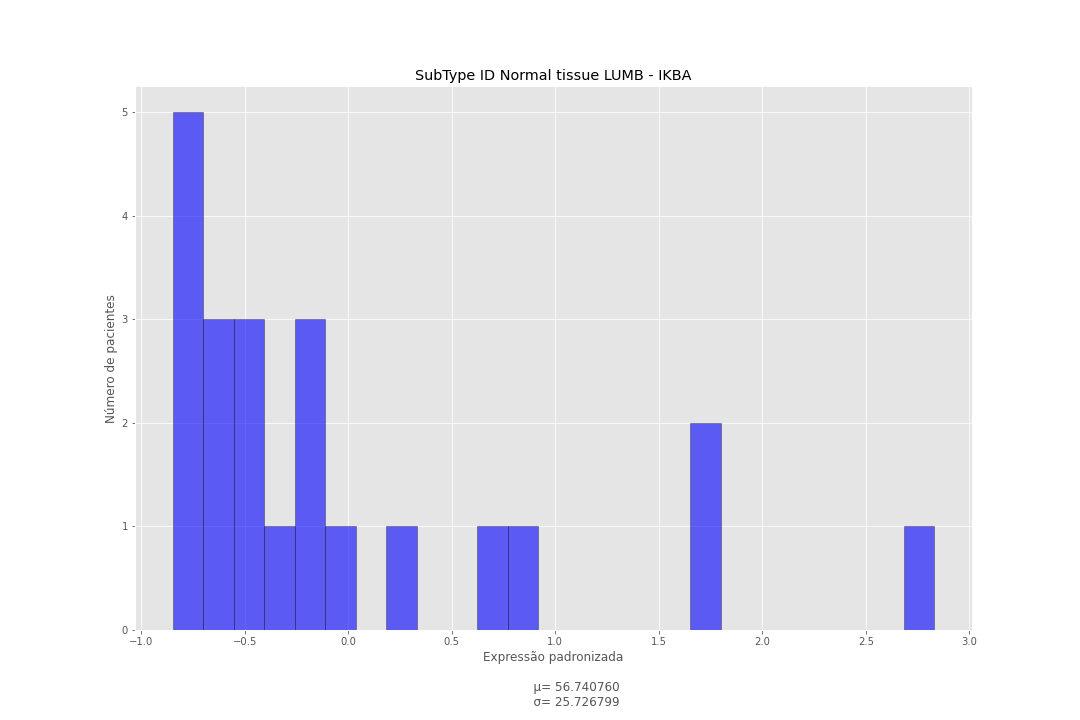 SubType ID Normal tissue LUMB - IKBA
5
4
3
2
1
0
Número de pacientes
−1.0 −0.5 0.0 0.5 1.0 1.5 2.0 2.5 3.0
Expressão padronizada
μ= 56.740760
σ= 25.726799